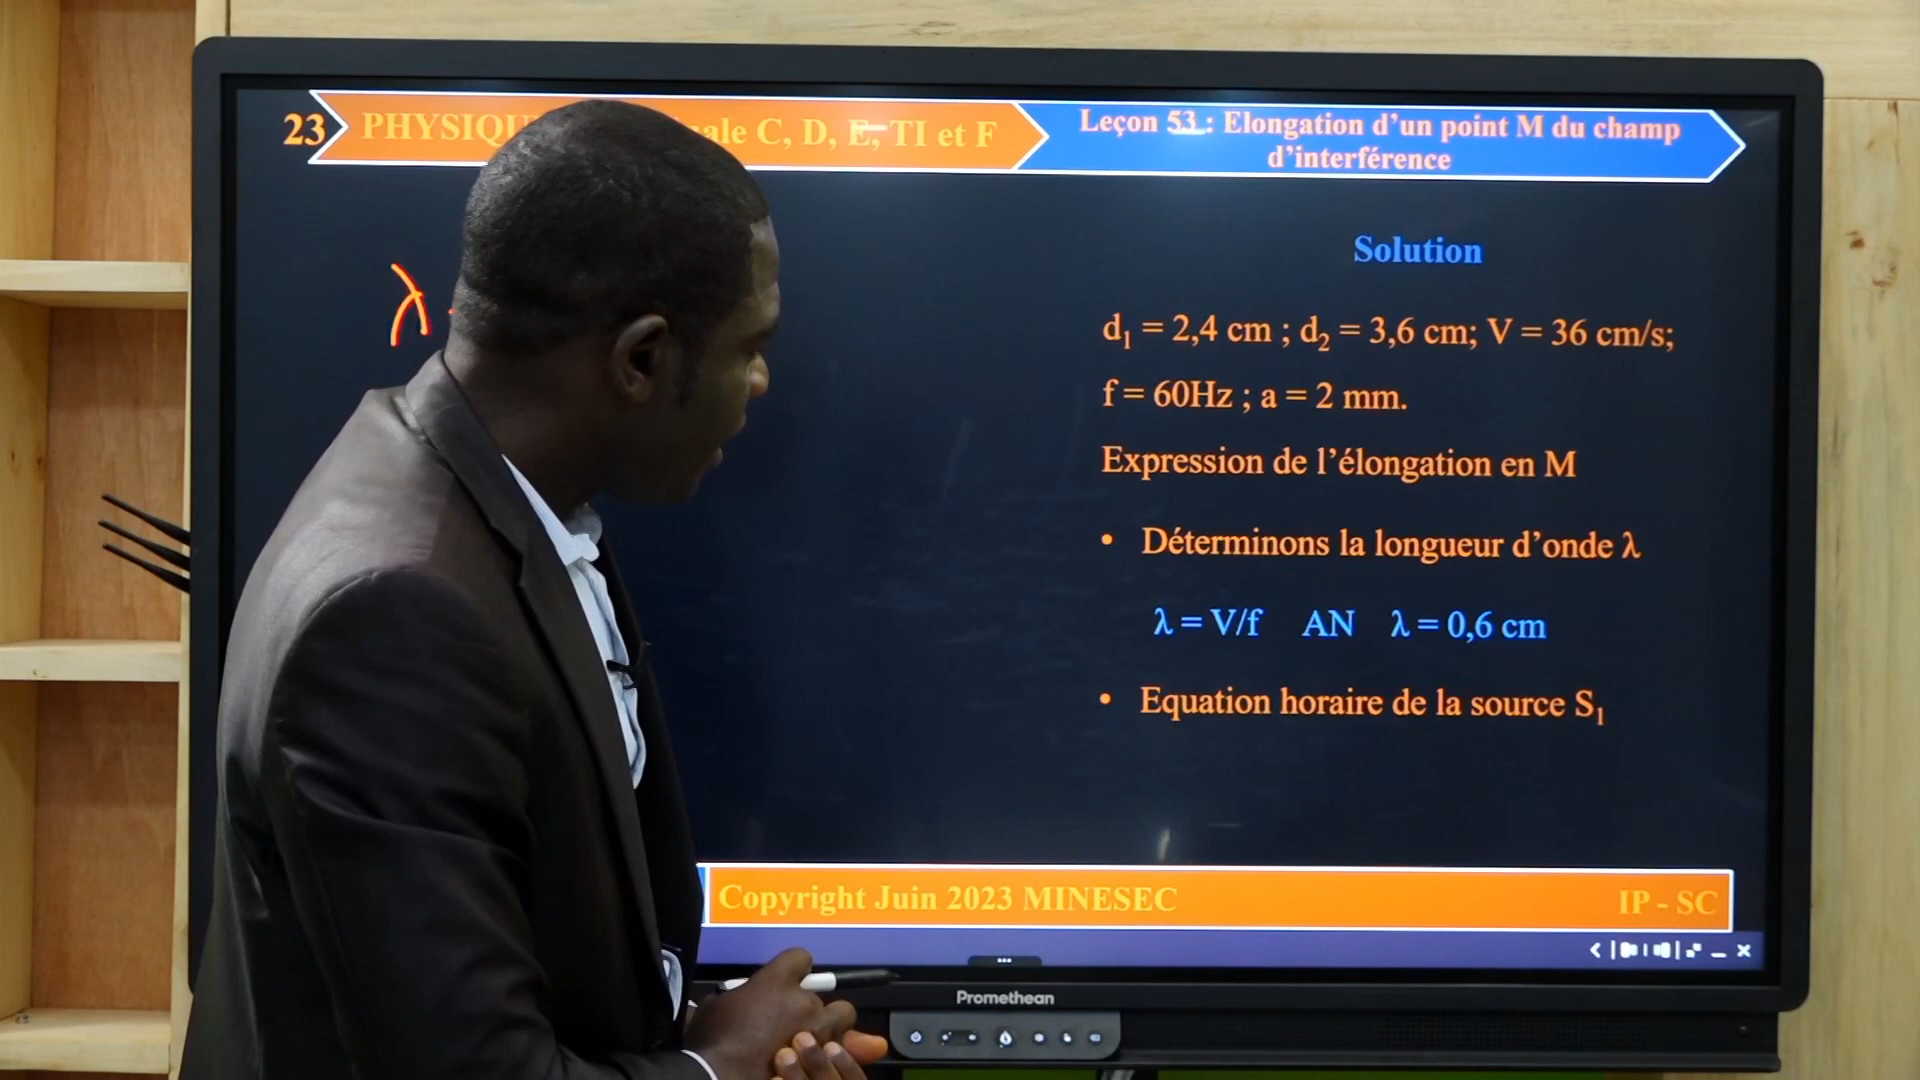 23
PHYSIQU ale C, D, E, TI et F
Leçon 53 : Elongation d’un point M du champ
d’interférence
λ
Solution
d₁ = 2,4 cm ; d₂ = 3,6 cm; V = 36 cm/s;
f = 60Hz ; a = 2 mm.
Expression de l’élongation en M
• Déterminons la longueur d’onde λ
λ = V/f AN λ = 0,6 cm
• Equation horaire de la source S₁
Copyright Juin 2023 MINESEC
IP - SC
Promethean